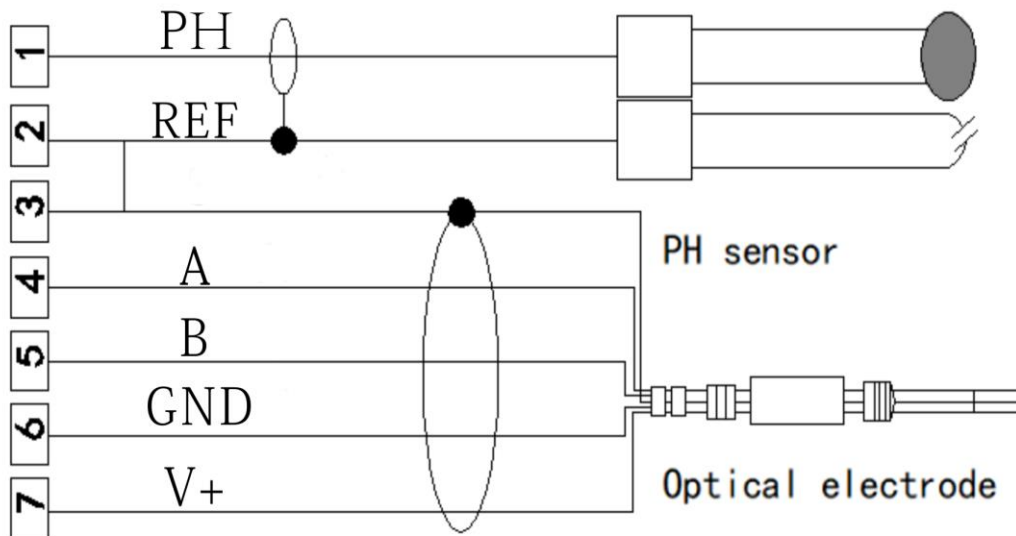 1 PH
2 REF
3
PH sensor
4 A
5 B
6 GND
7 V+
Optical electrode